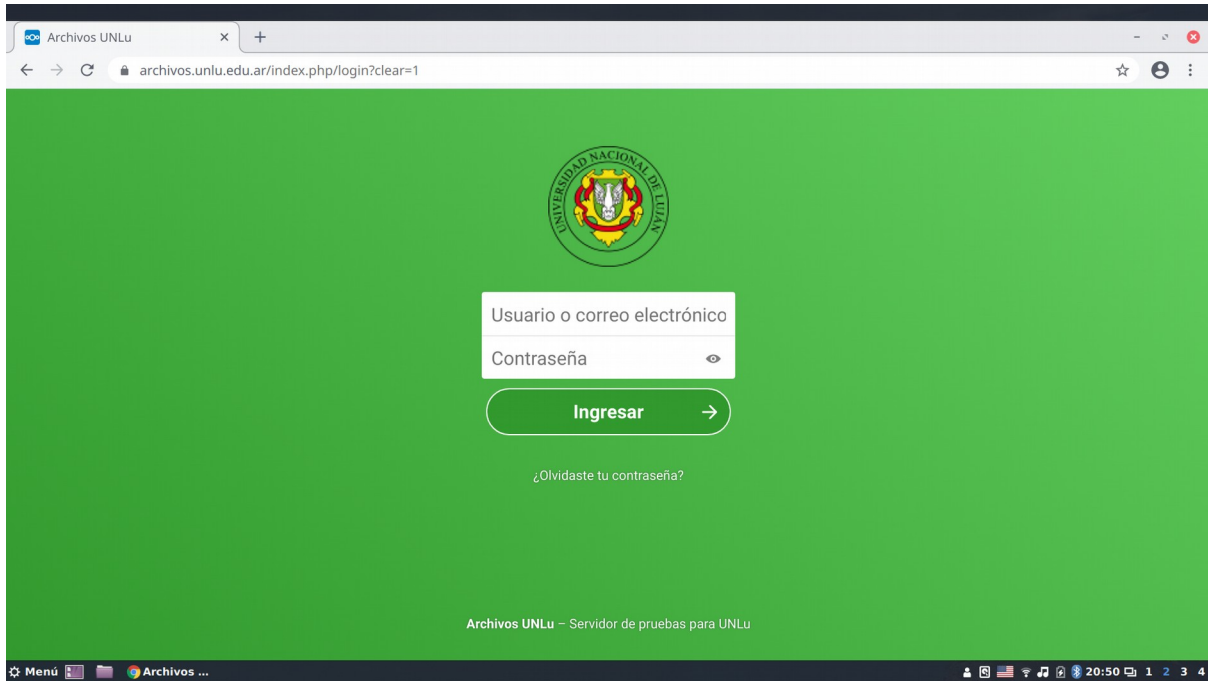 Archivos UNLu
archivos.unlu.edu.ar/index.php/login?clear=1
UNIVERSIDAD NACIONAL DE LUJÁN
Usuario o correo electrónico
Contraseña
Ingresar
¿Olvidaste tu contraseña?
Archivos UNLu – Servidor de pruebas para UNLu
Menú Archivos ... 20:50 1 2 3 4